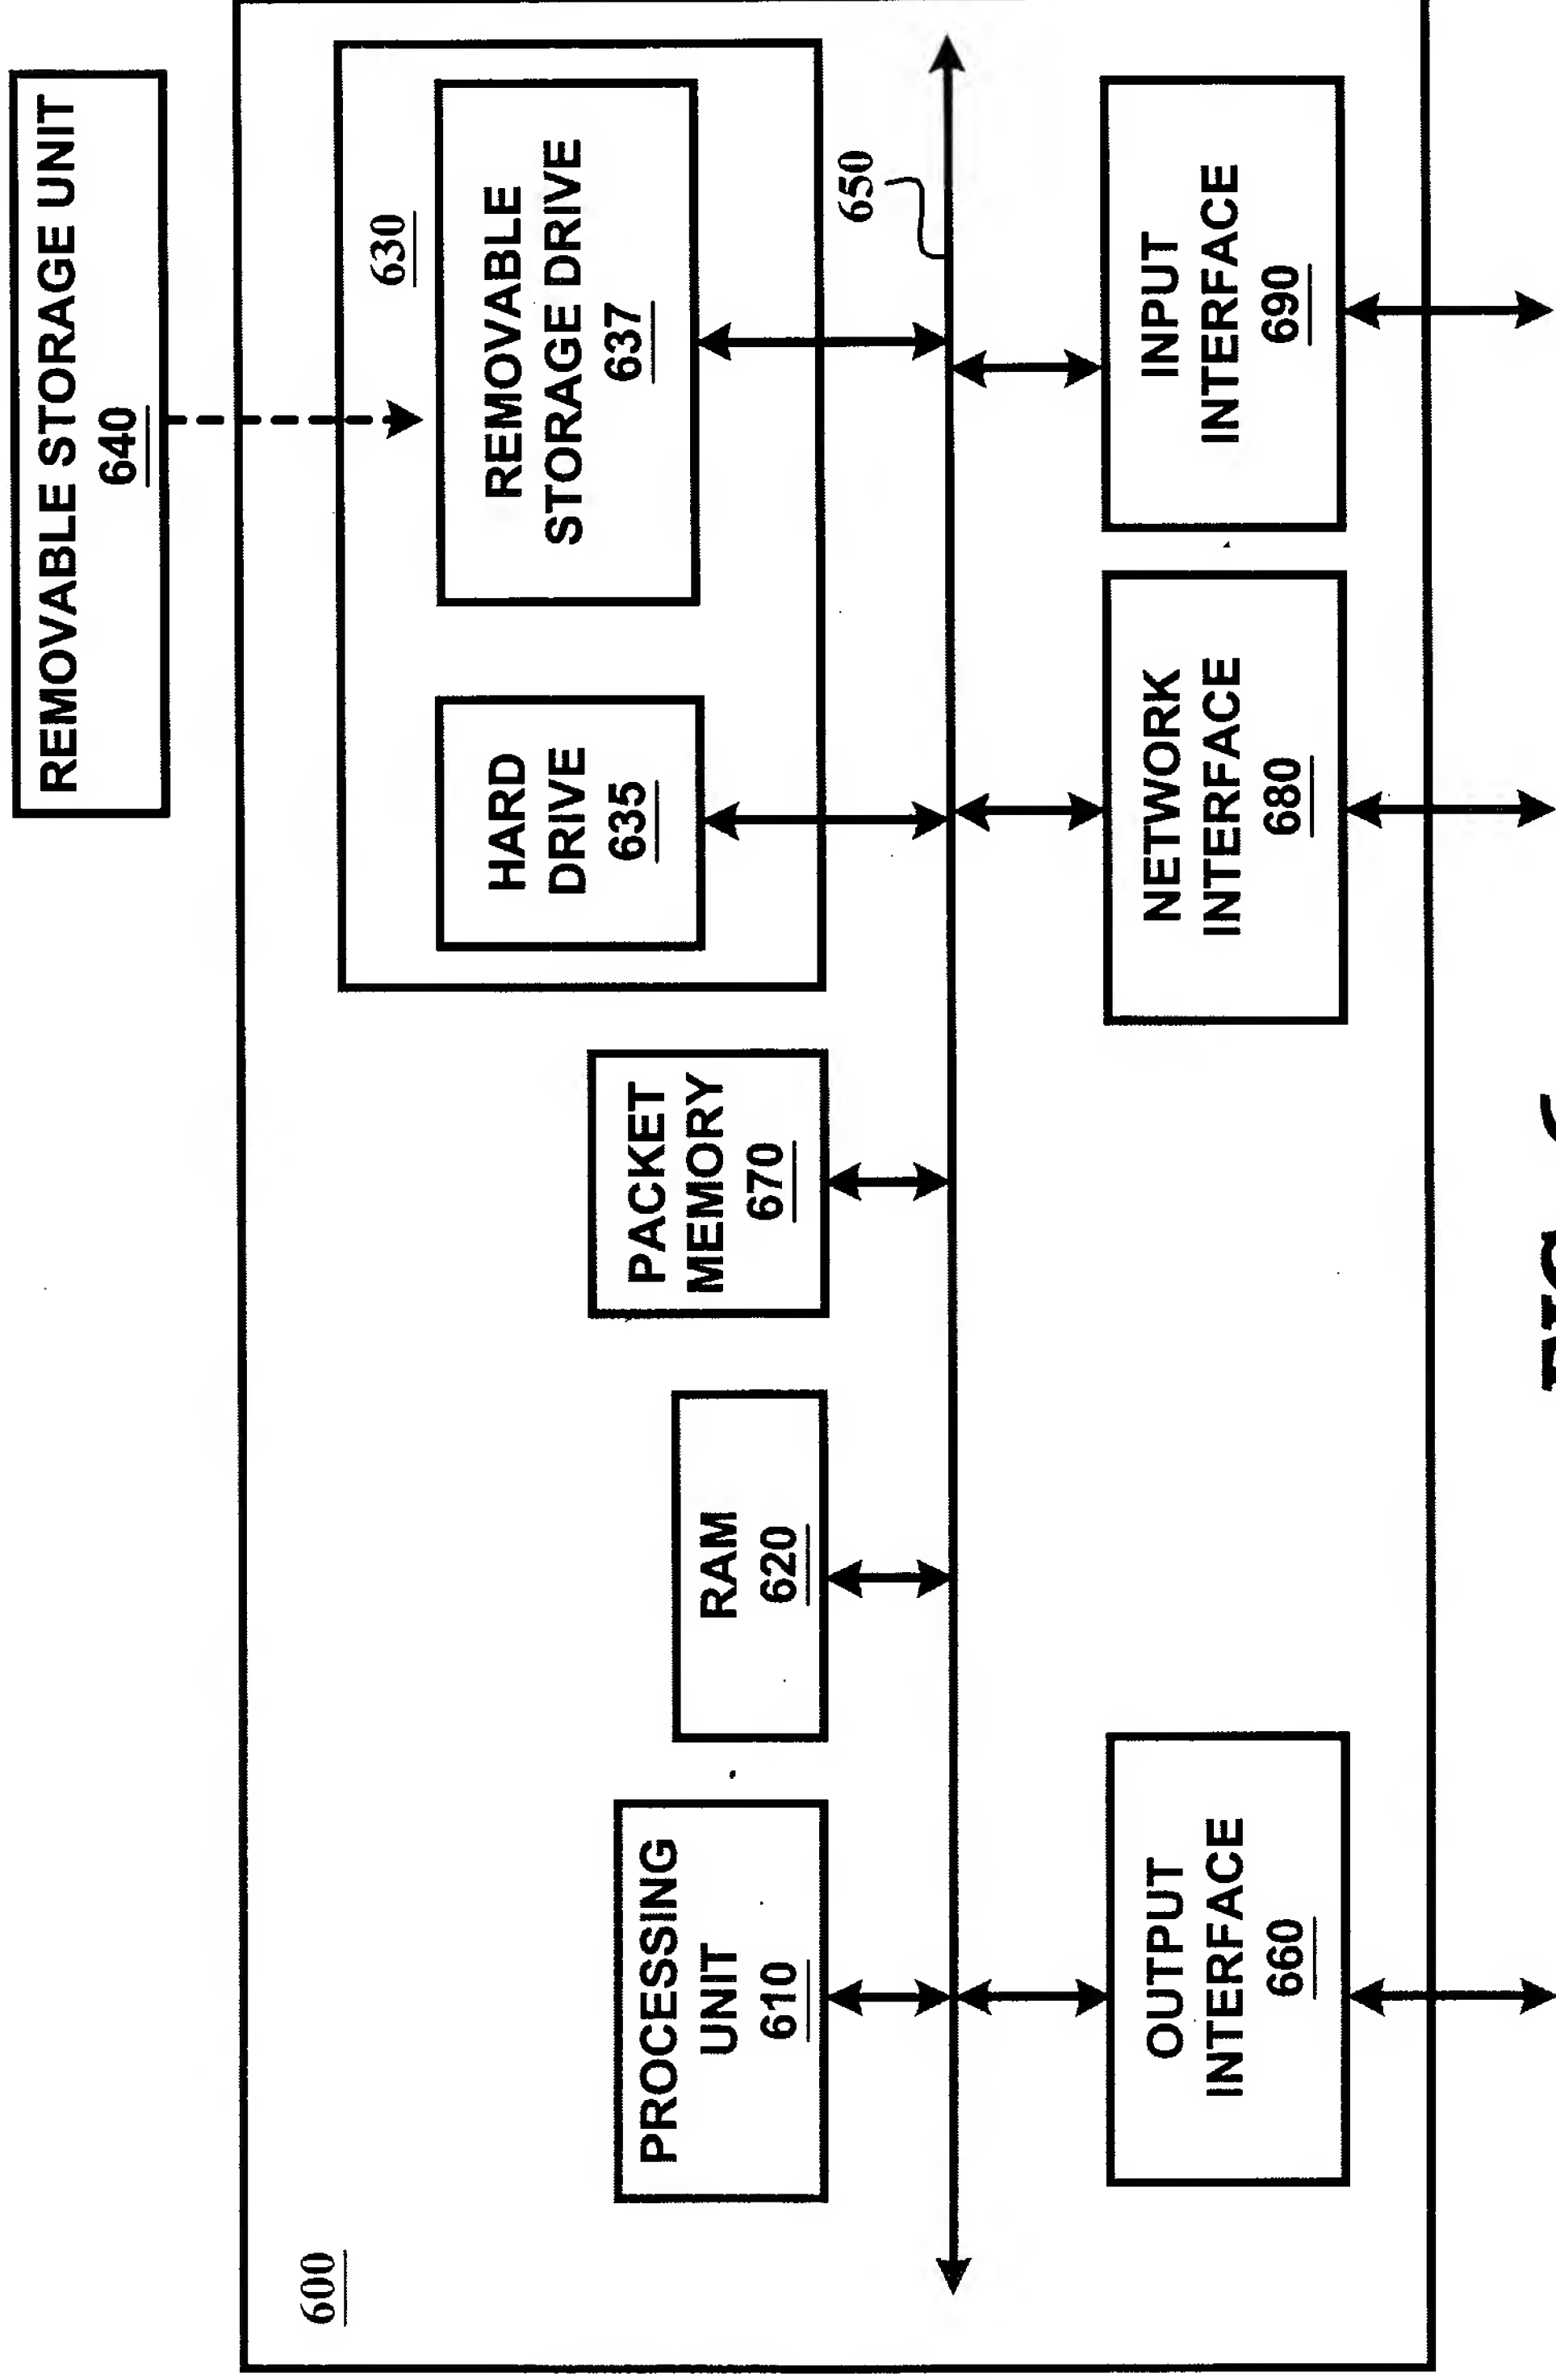 REMOVABLE STORAGE UNIT
640
600
630
HARD
DRIVE
635
REMOVABLE
STORAGE DRIVE
637
PROCESSING
UNIT
610
RAM
620
PACKET
MEMORY
670
650
OUTPUT
INTERFACE
660
NETWORK
INTERFACE
680
INPUT
INTERFACE
690